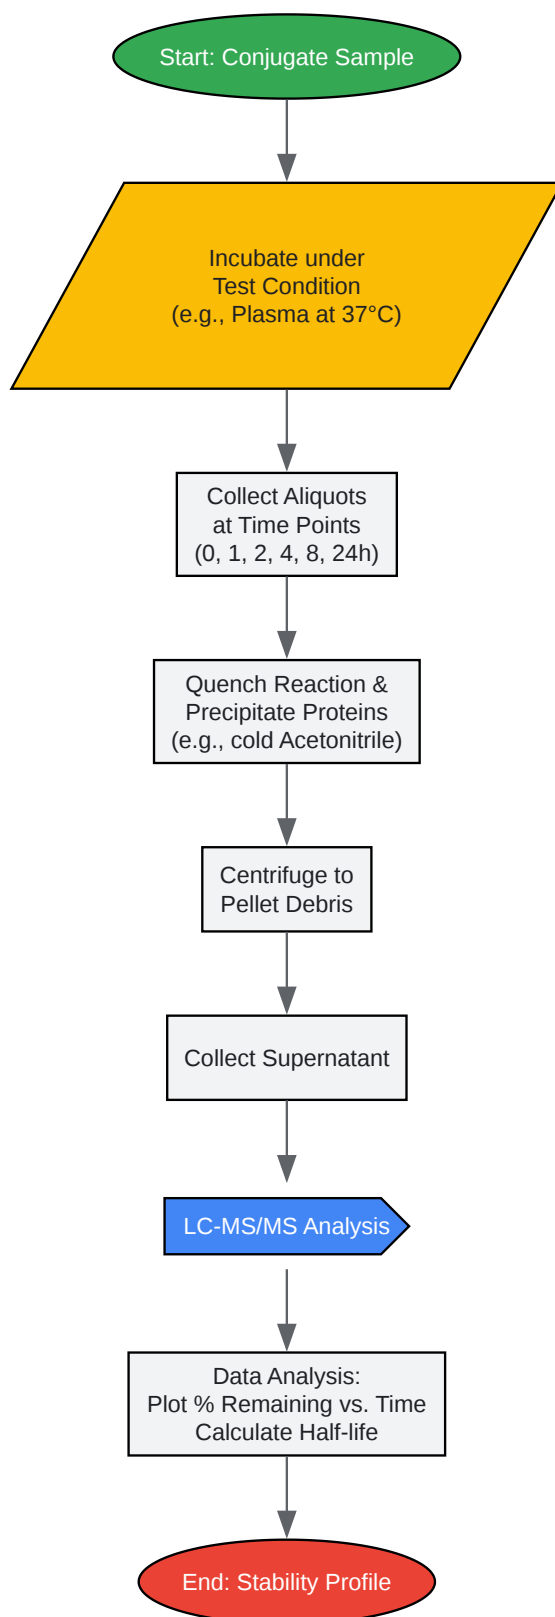 Start: Conjugate Sample
Incubate under
Test Condition
(e.g., Plasma at 37°C)
Collect Aliquots
at Time Points
(0, 1, 2, 4, 8, 24h)
Quench Reaction &
Precipitate Proteins
(e.g., cold Acetonitrile)
Centrifuge to
Pellet Debris
Collect Supernatant
LC-MS/MS Analysis
Data Analysis:
Plot % Remaining vs. Time
Calculate Half-life
End: Stability Profile